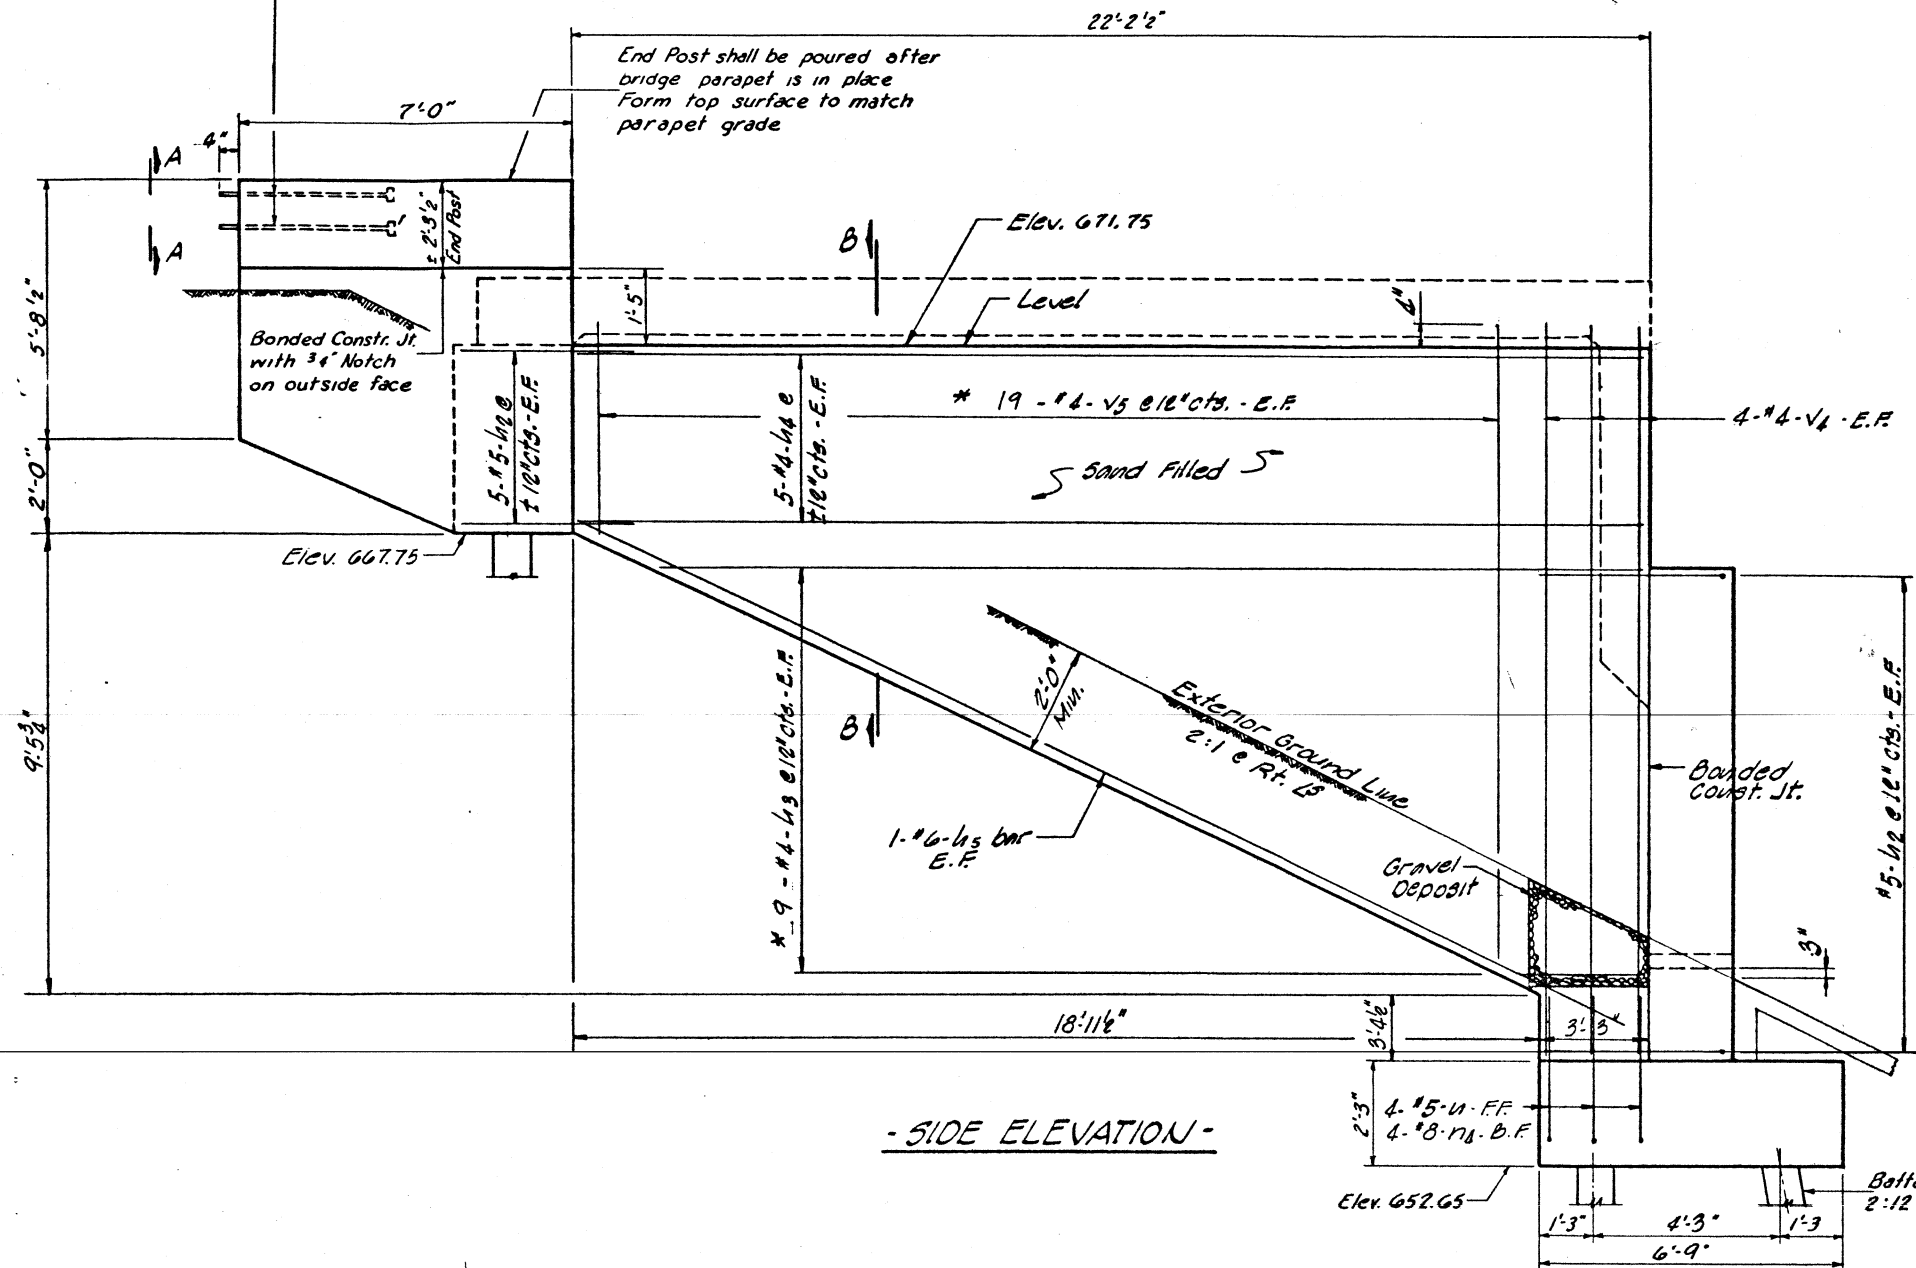 22'-2½"
End Post shall be poured after
bridge parapet is in place
Form top surface to match
parapet grade
7'-0"
4"
A
A
± 2'-3½"
End Post
B
Elev. 671.75
Level
1'-5"
4"
5'-8½"
Bonded Constr. Jt.
with ¾" Notch
on outside face
5-#5-h2 @
± 12" cts.-E.F.
5-#4-h4 @
±12" cts.-E.F.
* 19 - #4-v5 @ 12" cts. - E.F.
4-#4-v4 - E.F.
Sand Filled
2'-0"
Elev. 667.75
9'-5¾"
* 9 - #4-h3 @ 12" cts.-E.F.
2'-0"
Min.
B
Exterior Ground Line
2:1 @ Rt. ∠s
1-#6-h5 bar
E.F.
Gravel
Deposit
Bonded
Const. Jt.
#5-h2 @ 12" cts.- E.F.
3"
18'-11½"
3'-4½"
3'-3"
- SIDE ELEVATION -
2'-3"
4-#5-n-F.F.
4-#8-n4-B.F.
Elev. 652.65
2:12
1'-3"
4'-3"
1'-3
6'-9"